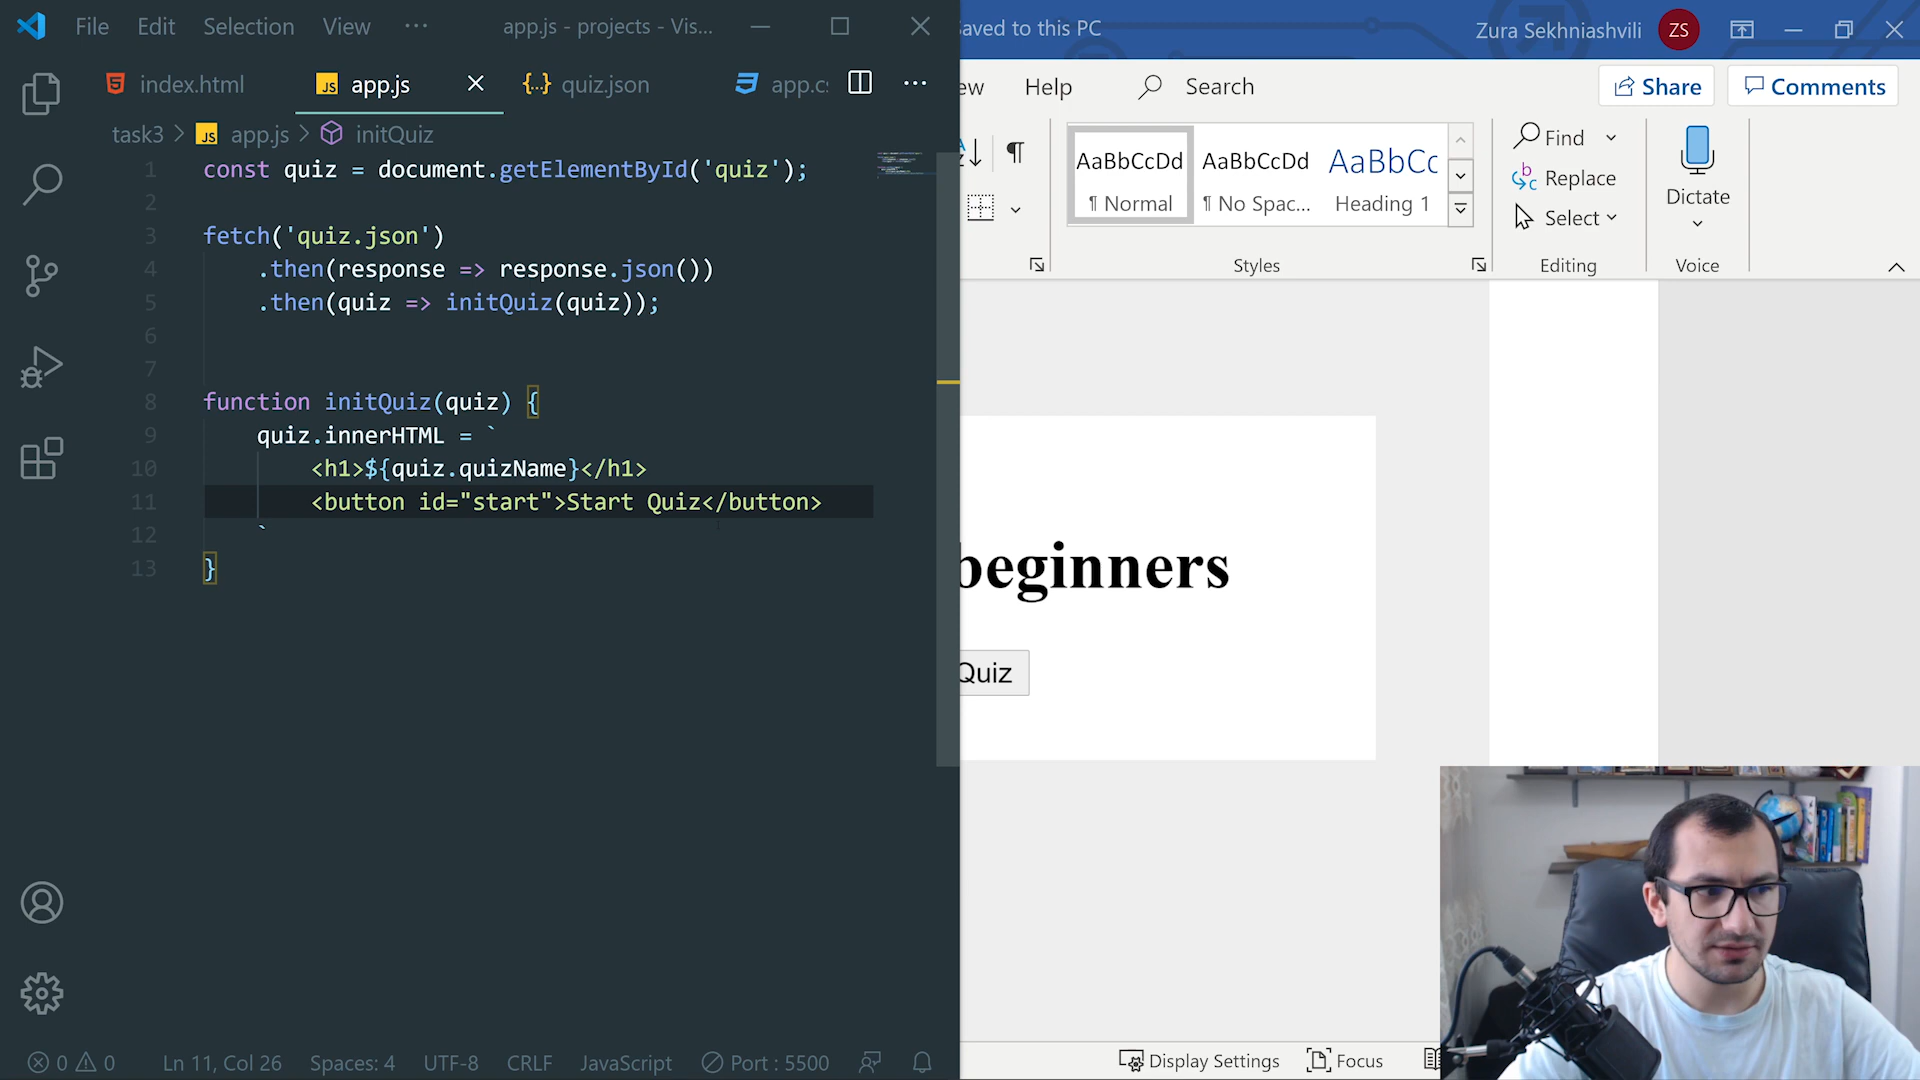 File Edit Selection View ··· app.js - projects - Vis...
index.html app.js quiz.json
task3 > app.js > initQuiz
1 const quiz = document.getElementById('quiz');
2
3 fetch('quiz.json')
4 .then(response => response.json())
5 .then(quiz => initQuiz(quiz));
6
7
8 function initQuiz(quiz) {
9 quiz.innerHTML = `
10 <h1>${quiz.quizName}</h1>
11 <button id="start">Start Quiz</button>
12 `
13 }
0 0 Ln 11, Col 26 Spaces: 4 UTF-8 CRLF JavaScript Port : 5500
to this PC Zura Sekhniashvili ZS
Help Search Share Comments
AaBbCcDd AaBbCcDd AaBbCc
¶ Normal ¶ No Spac... Heading 1
Find
Replace
Select
Dictate
Styles Editing Voice
beginners
Quiz
Display Settings Focus